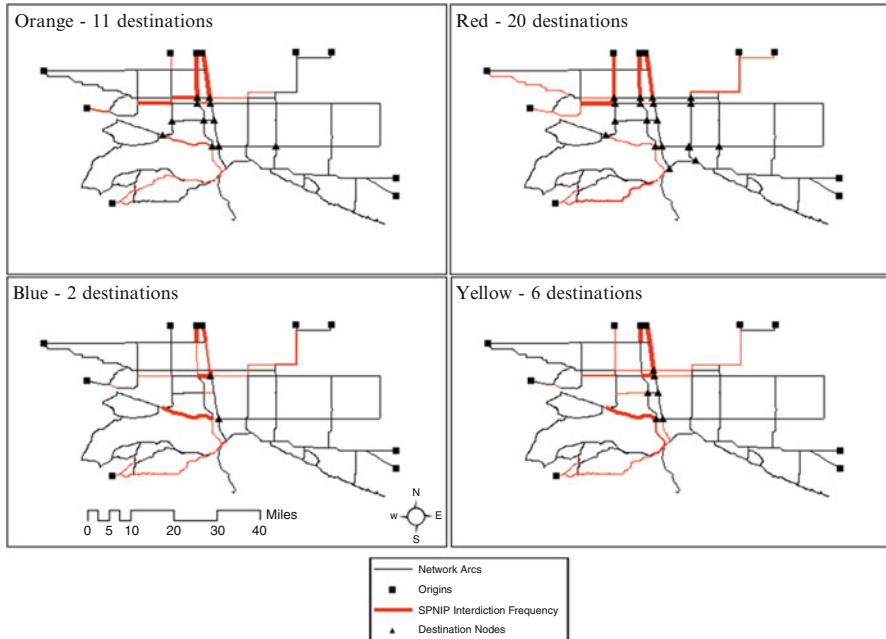 Orange - 11 destinations
Red - 20 destinations
Blue - 2 destinations
Yellow - 6 destinations
Miles
0 5 10 20 30 40
N
W E
S
Network Arcs
Origins
SPNIP Interdiction Frequency
Destination Nodes